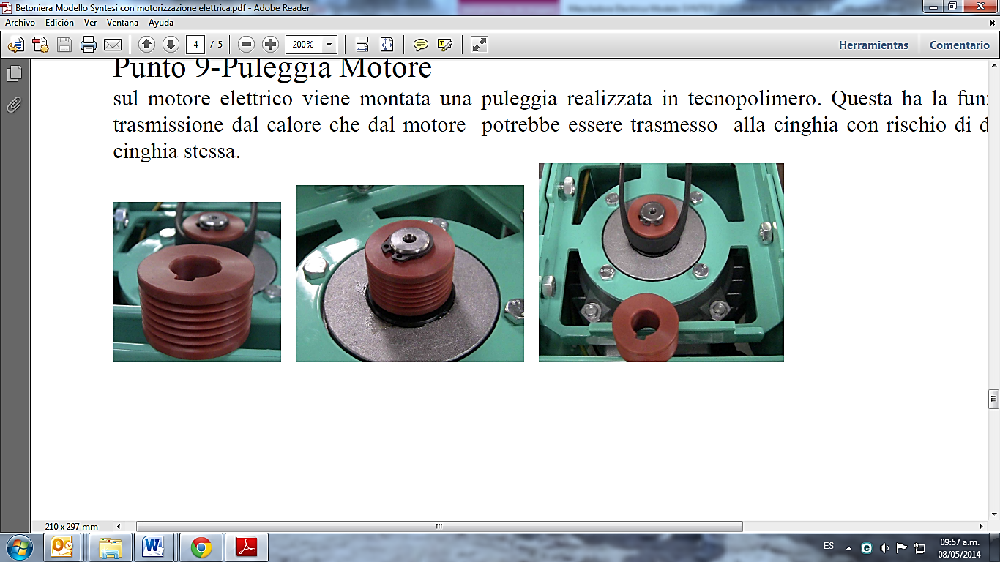 Betoniera Modello Syntesi con motorizzazione elettrica.pdf - Adobe Reader
Archivo Edición Ver Ventana Ayuda
4 / 5 200% Herramientas Comentario
Punto 9-Puleggia Motore
sul motore elettrico viene montata una puleggia realizzata in tecnopolimero. Questa ha la fun
trasmissione dal calore che dal motore potrebbe essere trasmesso alla cinghia con rischio di d
cinghia stessa.
210 x 297 mm
ES 09:57 a.m.
08/05/2014